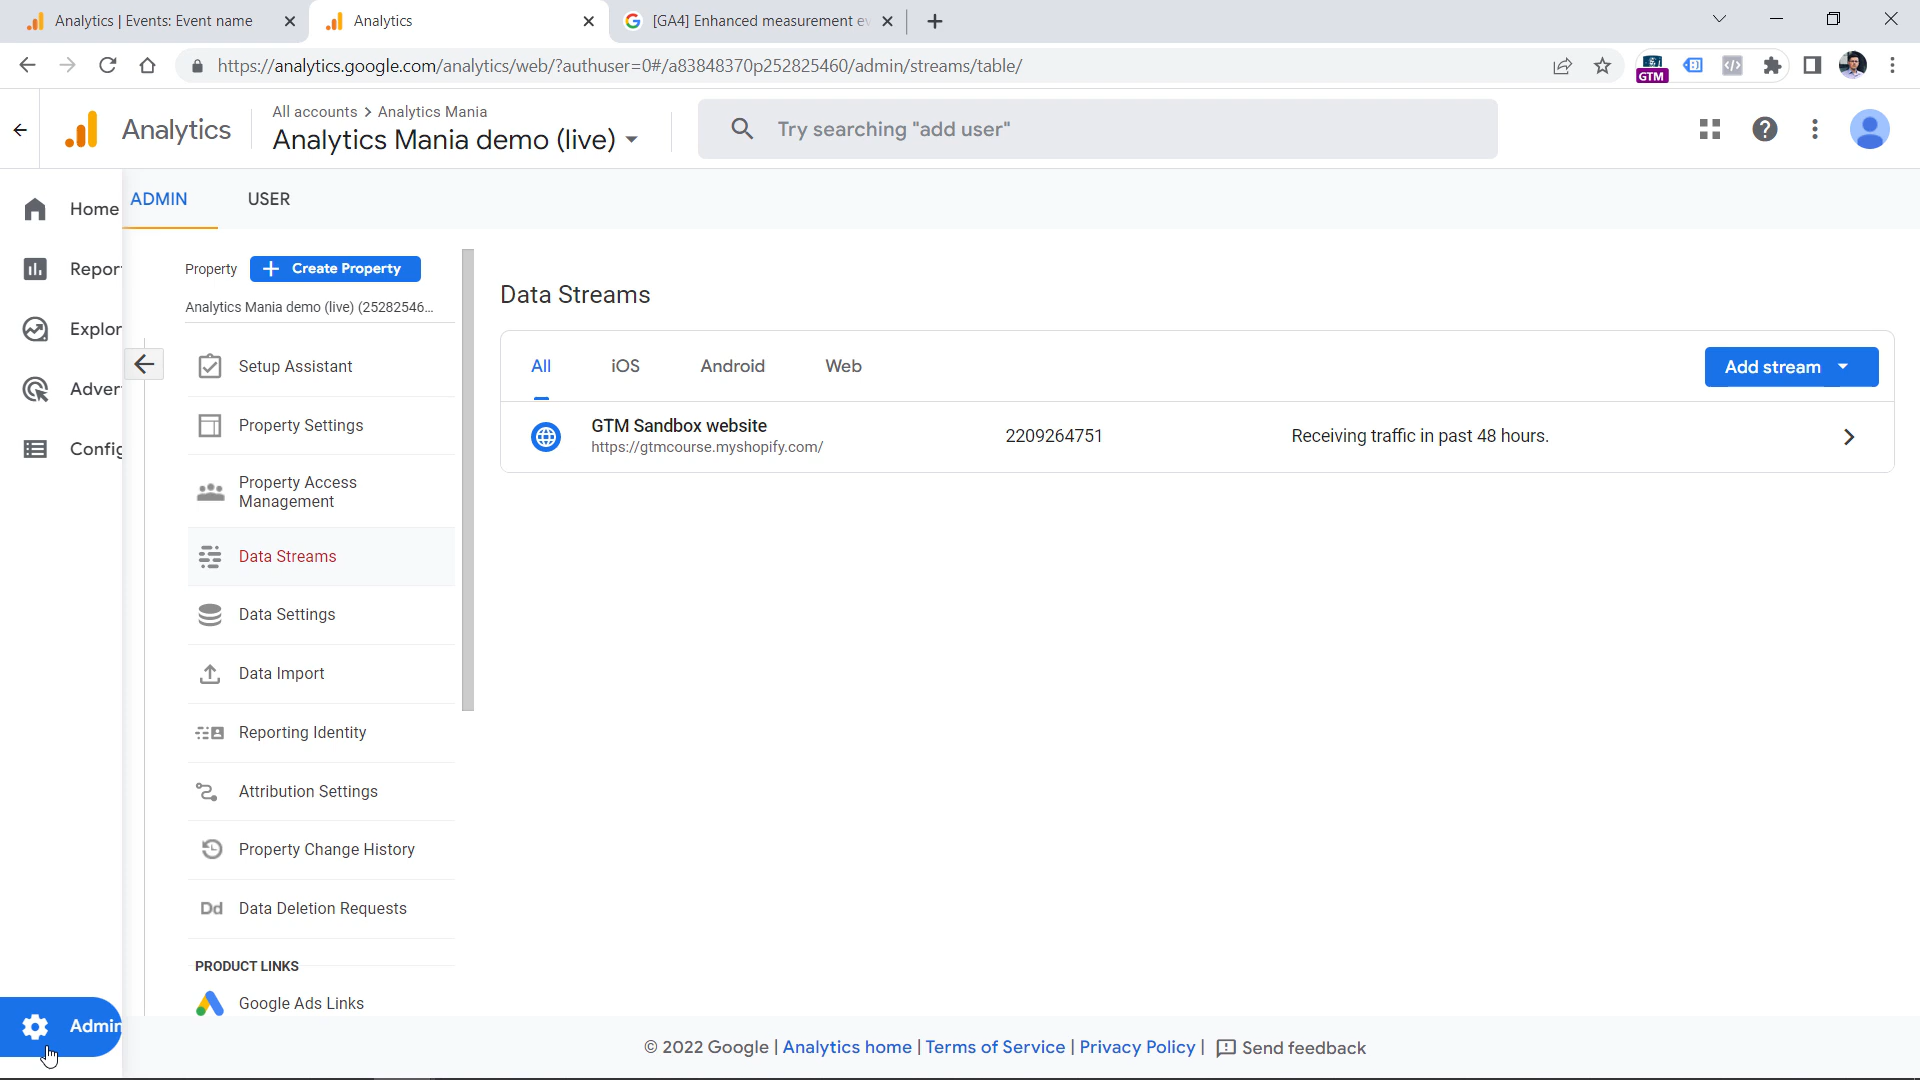 Analytics | Events: Event name
Analytics
[GA4] Enhanced measurement ev
https://analytics.google.com/analytics/web/?authuser=0#/a83848370p252825460/admin/streams/table/
GTM
Analytics
All accounts > Analytics Mania
Analytics Mania demo (live)
Try searching "add user"
Home
Repor
Explor
Adver
Config
Admin
ADMIN
USER
Property
Create Property
Analytics Mania demo (live) (25282546...
Setup Assistant
Property Settings
Property Access
Management
Data Streams
Data Settings
Data Import
Reporting Identity
Attribution Settings
Property Change History
Dd Data Deletion Requests
PRODUCT LINKS
Google Ads Links
Data Streams
All
iOS
Android
Web
Add stream
GTM Sandbox website
https://gtmcourse.myshopify.com/
2209264751
Receiving traffic in past 48 hours.
© 2022 Google | Analytics home | Terms of Service | Privacy Policy | Send feedback